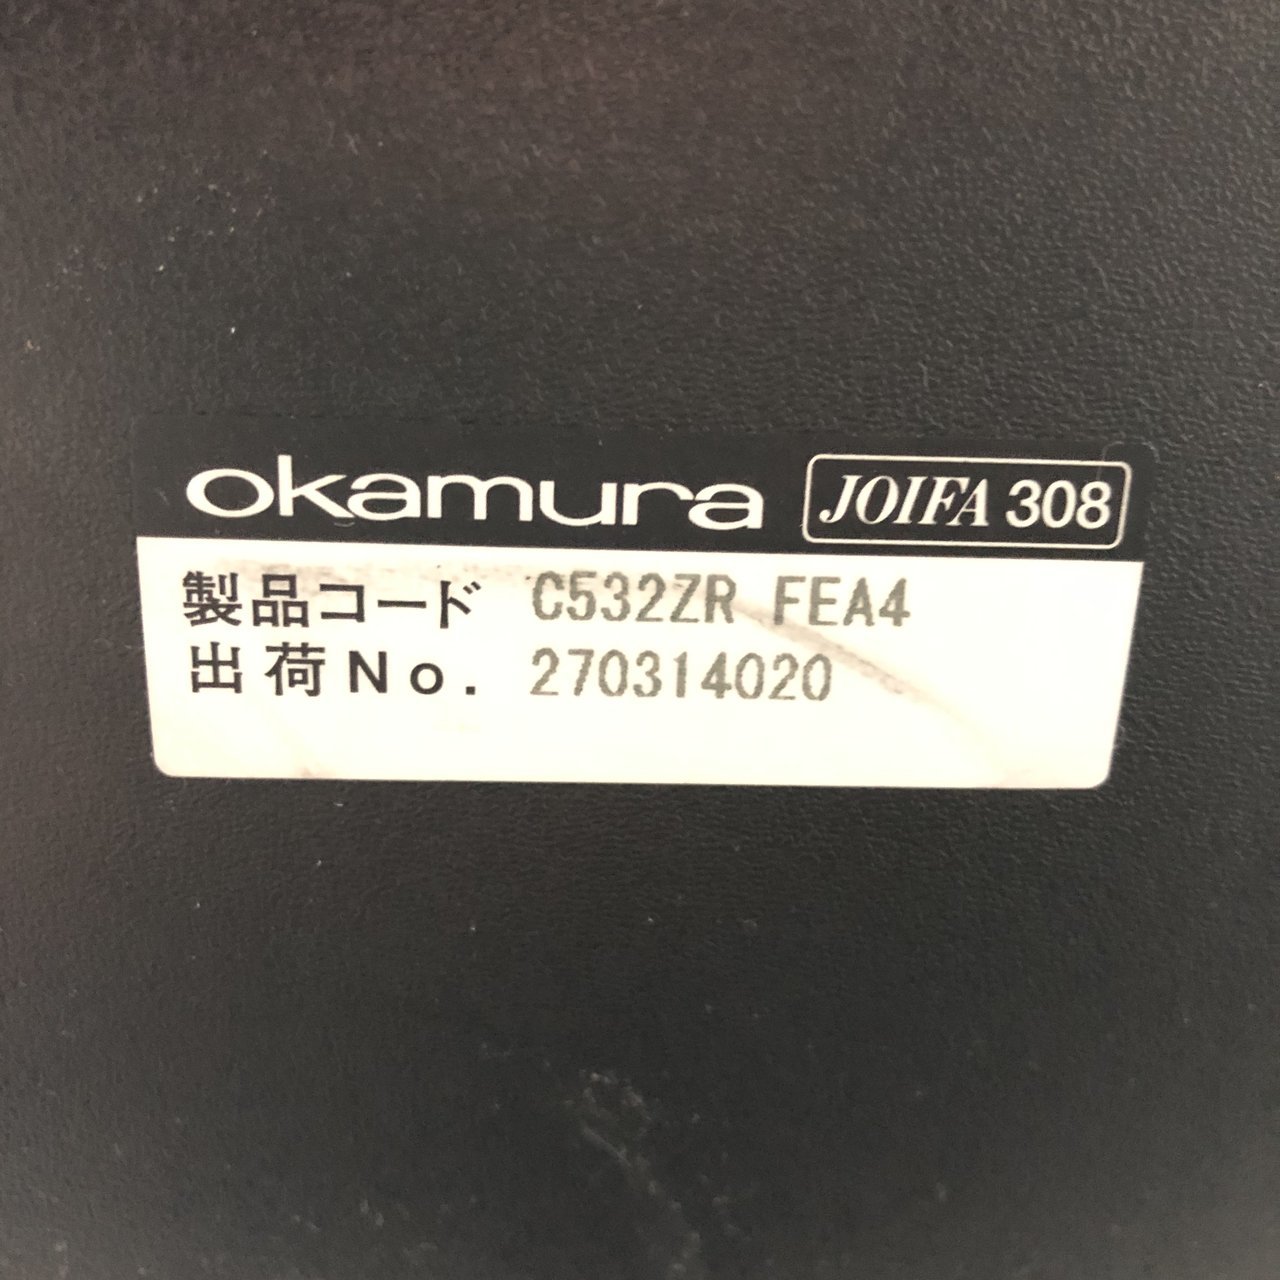 okamura JOIFA 308
製品コード C532ZR FEA4
出荷No. 270314020